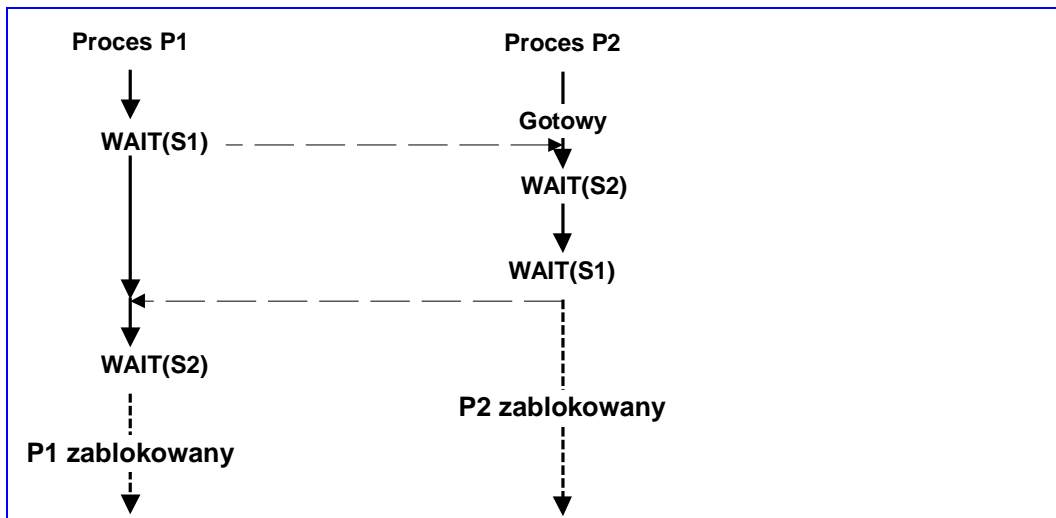 Proces P1
Proces P2
Gotowy
WAIT(S1)
WAIT(S2)
WAIT(S1)
WAIT(S2)
P2 zablokowany
P1 zablokowany